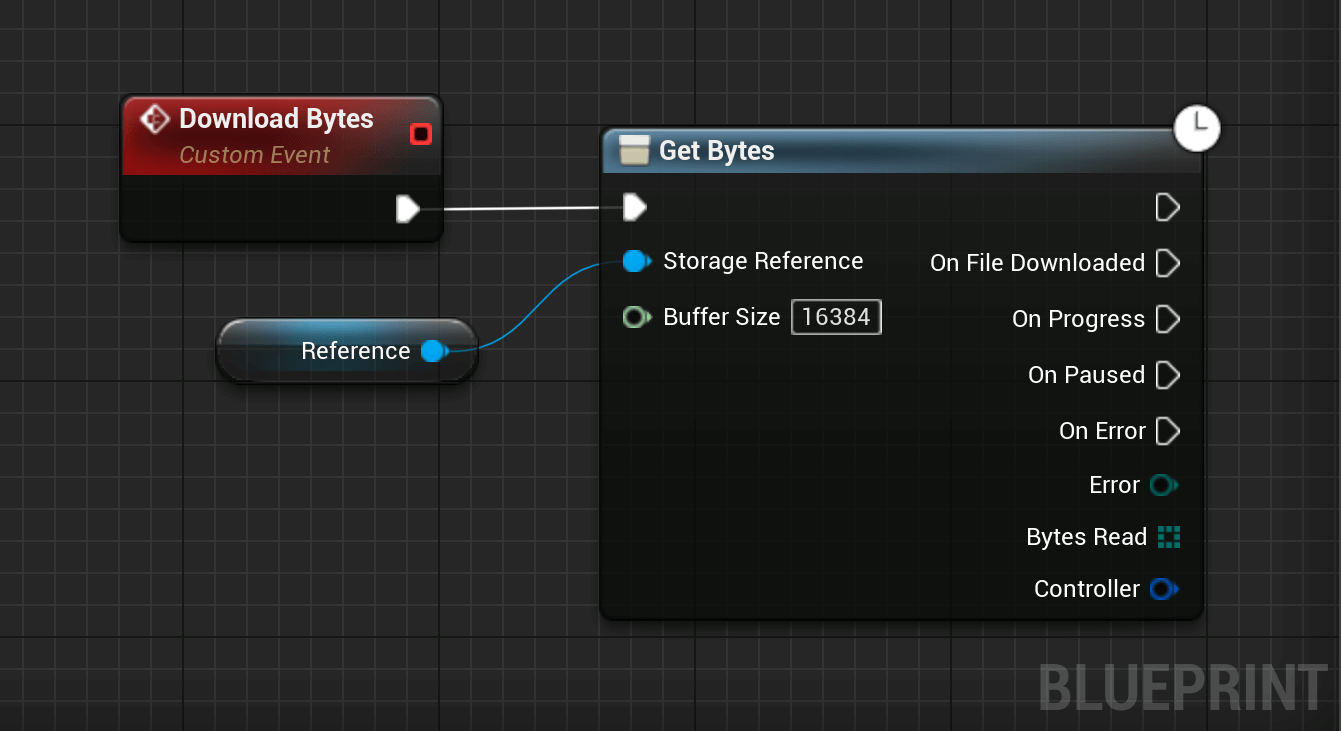 Download Bytes
Custom Event
Get Bytes
Storage Reference
On File Downloaded
Buffer Size 16384
On Progress
Reference
On Paused
On Error
Error
Bytes Read
Controller
BLUEPRINT